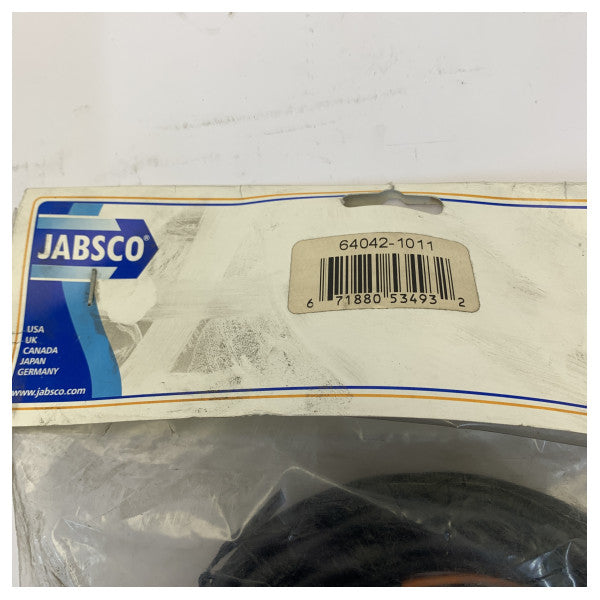 JABSCO®
USA
UK
CANADA
JAPAN
GERMANY
www.jabsco.com
64042-1011
6 71880 53493 2